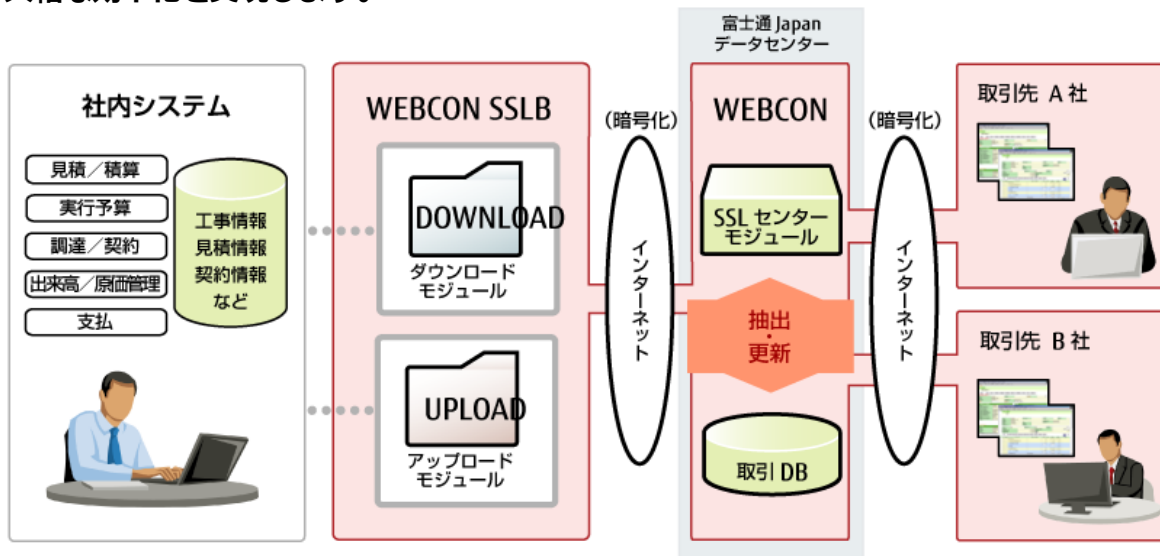 富士通 Japan
データセンター
社内システム
見積／積算
実行予算
調達／契約
出来高／原価管理
支払
工事情報
見積情報
契約情報
など
WEBCON SSLB
DOWNLOAD
ダウンロード
モジュール
UPLOAD
アップロード
モジュール
(暗号化)
インターネット
WEBCON
SSL センター
モジュール
抽出
・
更新
取引 DB
(暗号化)
インターネット
取引先 A 社
取引先 B 社